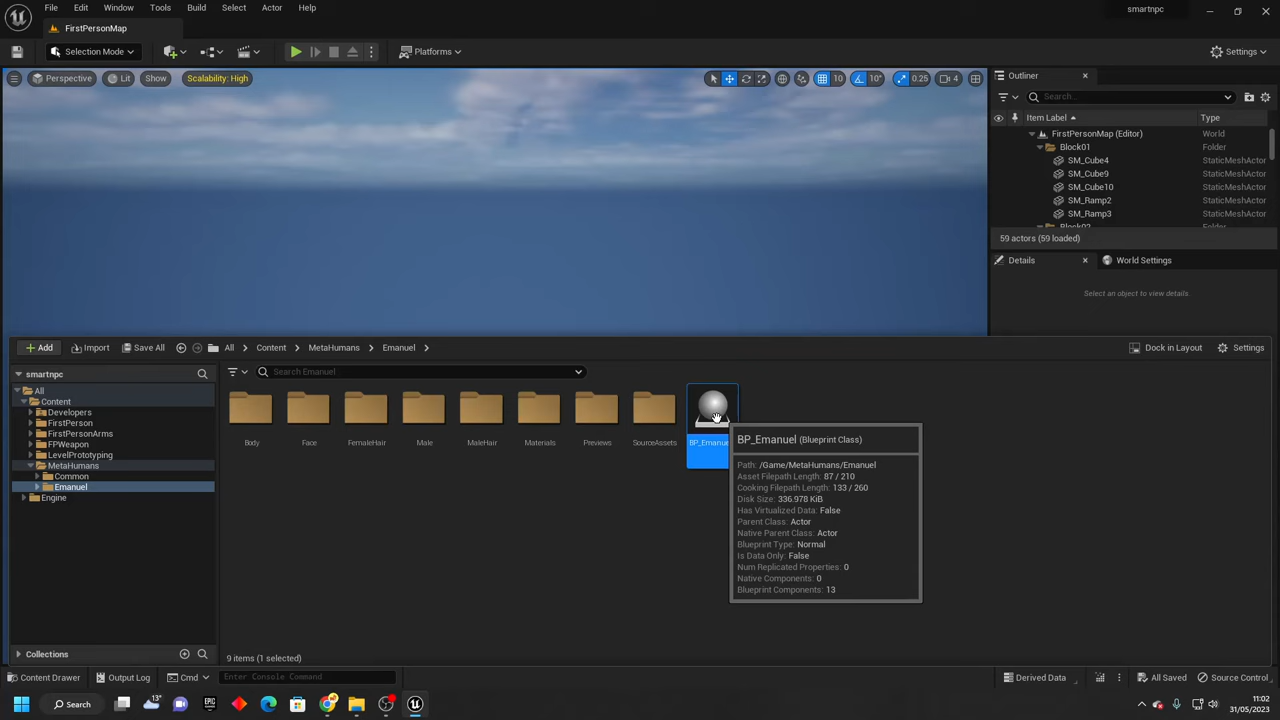 File Edit Window Tools Build Select Actor Help
smartnpc
FirstPersonMap
Selection Mode
Platforms
Settings
Perspective Lit Show Scalability: High
10 10° 0.25 4
Outliner
Search...
Item Label Type
FirstPersonMap (Editor) World
Block01 Folder
SM_Cube4 StaticMeshActor
SM_Cube9 StaticMeshActor
SM_Cube10 StaticMeshActor
SM_Ramp2 StaticMeshActor
SM_Ramp3 StaticMeshActor
Block02 Folder
59 actors (59 loaded)
Details World Settings
Select an object to view details.
Add Import Save All All Content MetaHumans Emanuel
Dock in Layout Settings
smartnpc
Search Emanuel
All
Content
Developers
FirstPerson
FirstPersonArms
FPWeapon
LevelPrototyping
MetaHumans
Common
Emanuel
Engine
Body Face FemaleHair Male MaleHair Materials Previews SourceAssets BP_Emanue
BP_Emanuel (Blueprint Class)
Path: /Game/MetaHumans/Emanuel
Asset Filepath Length: 87 / 210
Cooking Filepath Length: 133 / 260
Disk Size: 336.978 KiB
Has Virtualized Data: False
Parent Class: Actor
Native Parent Class: Actor
Blueprint Type: Normal
Is Data Only: False
Num Replicated Properties: 0
Native Components: 0
Blueprint Components: 13
Collections
9 items (1 selected)
Content Drawer Output Log Cmd Enter Console Command
Derived Data All Saved Source Control
Search
13°
EPIC
11:02
31/05/2023